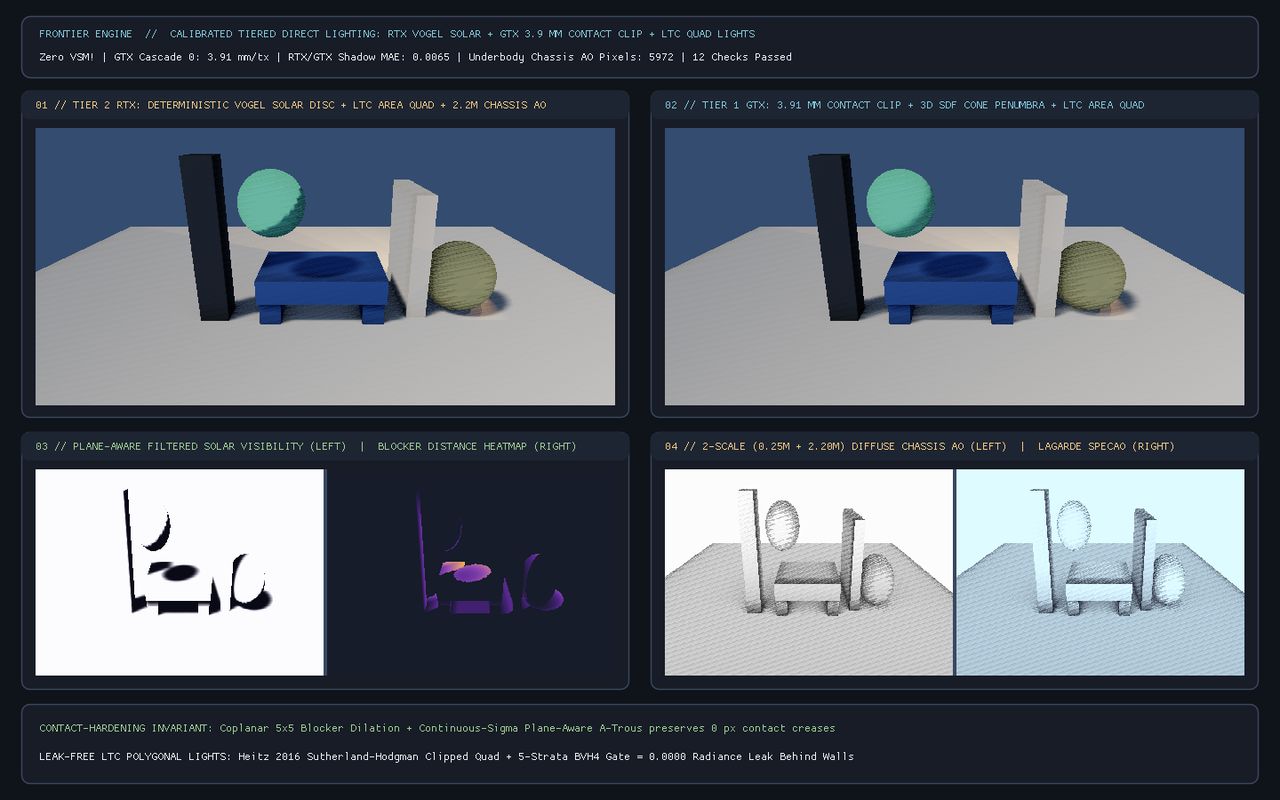 FRONTIER ENGINE // CALIBRATED TIERED DIRECT LIGHTING: RTX VOGEL SOLAR + GTX 3.9 MM CONTACT CLIP + LTC QUAD LIGHTS
Zero VSM! | GTX Cascade 0: 3.91 mm/tx | RTX/GTX Shadow MAE: 0.0065 | Underbody Chassis AO Pixels: 5972 | 12 Checks Passed
01 // TIER 2 RTX: DETERMINISTIC VOGEL SOLAR DISC + LTC AREA QUAD + 2.2M CHASSIS AO
02 // TIER 1 GTX: 3.91 MM CONTACT CLIP + 3D SDF CONE PENUMBRA + LTC AREA QUAD
03 // PLANE-AWARE FILTERED SOLAR VISIBILITY (LEFT) | BLOCKER DISTANCE HEATMAP (RIGHT)
04 // 2-SCALE (0.25M + 2.20M) DIFFUSE CHASSIS AO (LEFT) | LAGARDE SPECAO (RIGHT)
CONTACT-HARDENING INVARIANT: Coplanar 5x5 Blocker Dilation + Continuous-Sigma Plane-Aware A-Trous preserves 0 px contact creases
LEAK-FREE LTC POLYGONAL LIGHTS: Heitz 2016 Sutherland-Hodgman Clipped Quad + 5-Strata BVH4 Gate = 0.0000 Radiance Leak Behind Walls